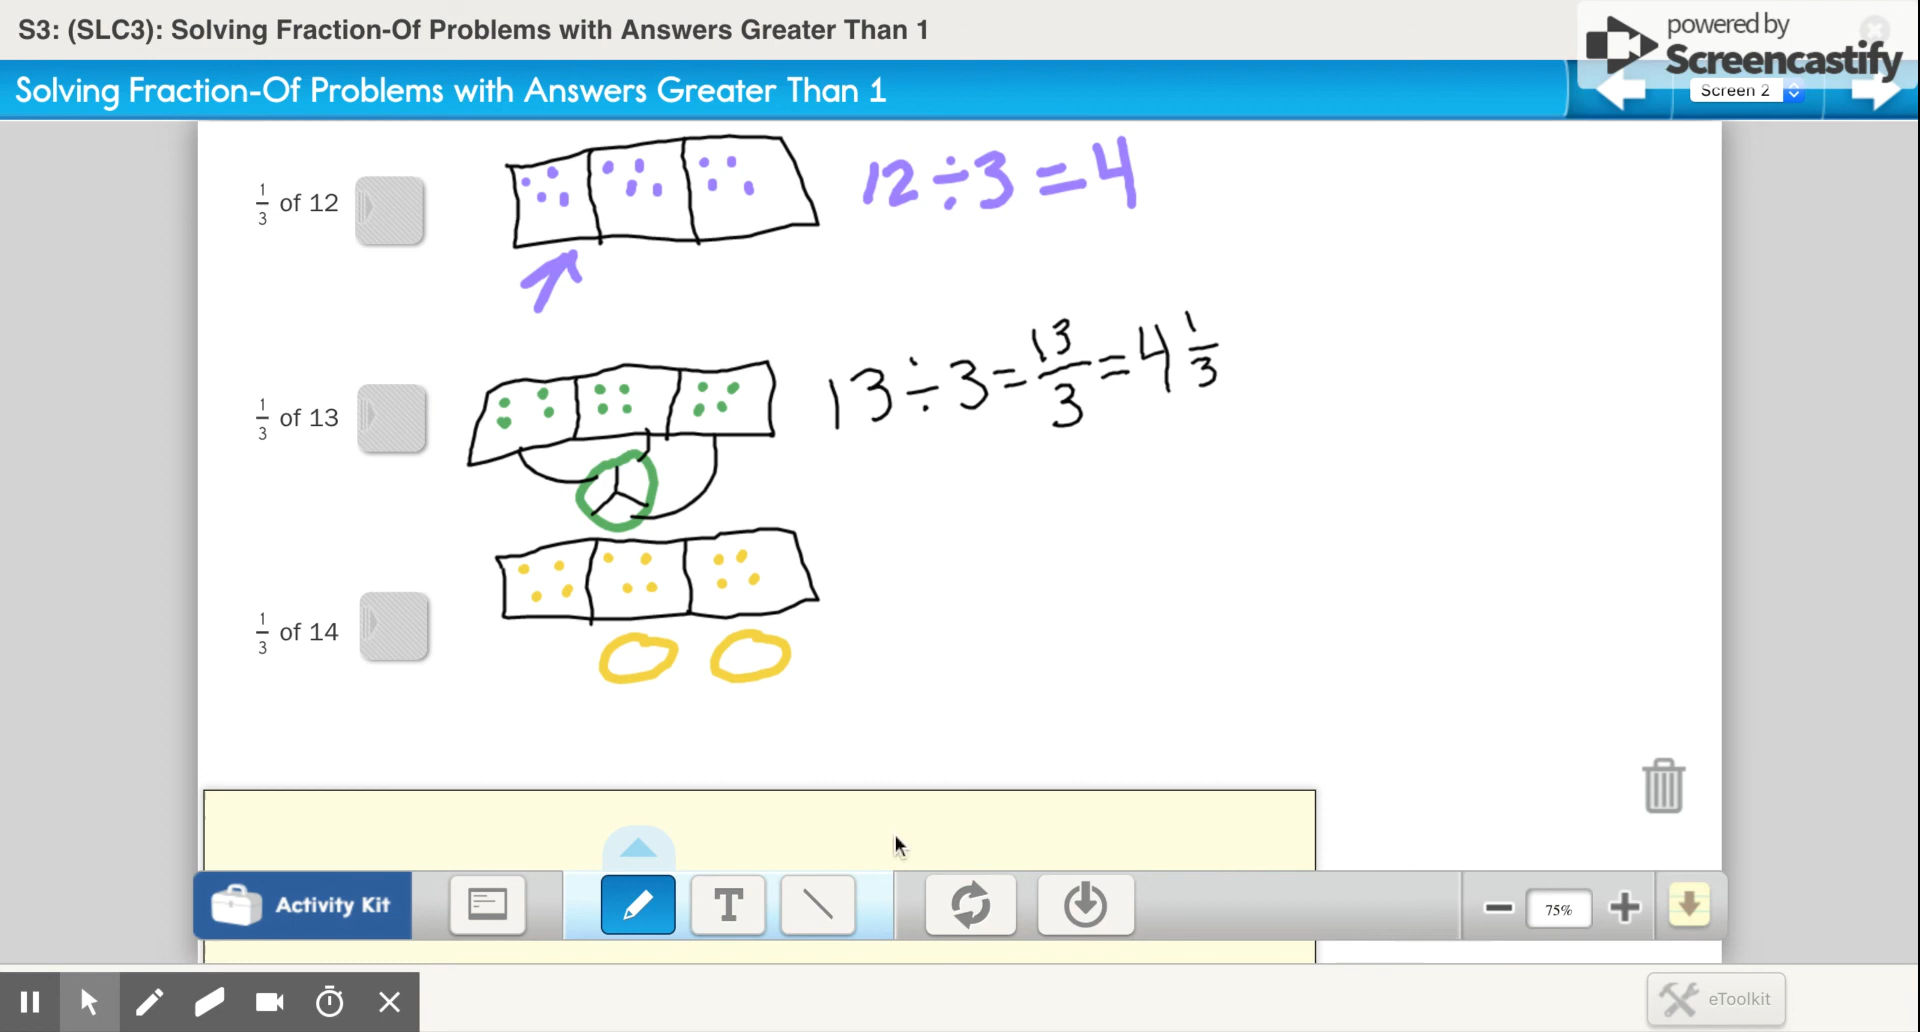 S3: (SLC3): Solving Fraction-Of Problems with Answers Greater Than 1
powered by
Screencastify
Solving Fraction-Of Problems with Answers Greater Than 1
Screen 2
1/3 of 12
12÷3=4
1/3 of 13
13÷3=13/3=4 1/3
1/3 of 14
Activity Kit
T
75%
eToolkit